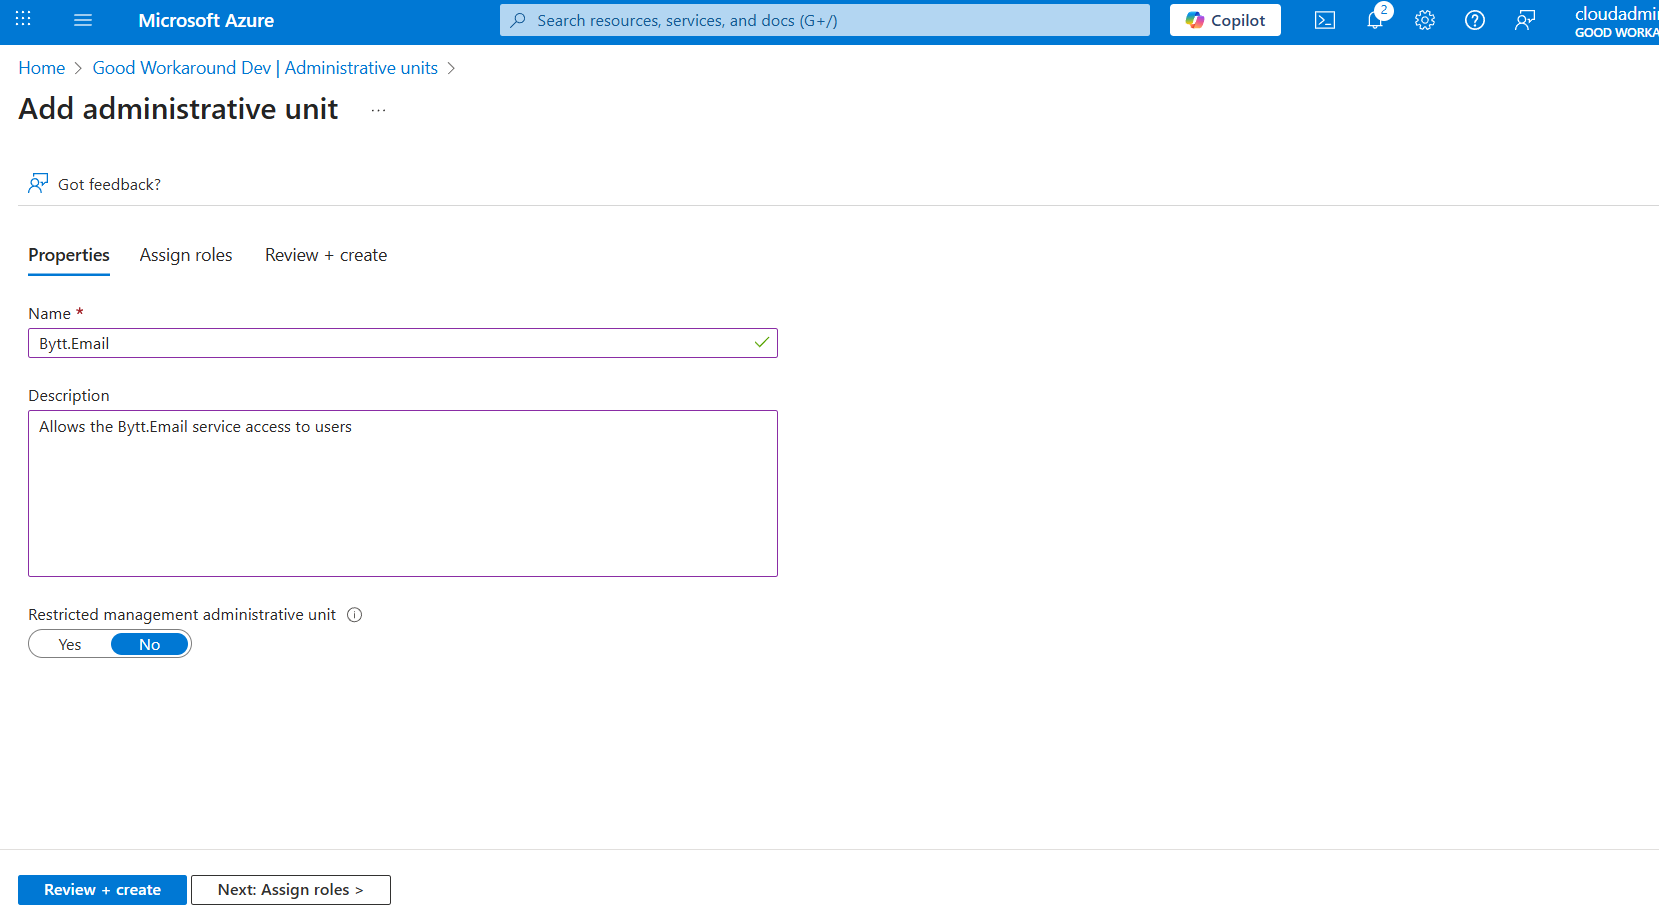 Microsoft Azure
Search resources, services, and docs (G+/)
Copilot
2
cloudadmi
GOOD WORKA
Home > Good Workaround Dev | Administrative units >
Add administrative unit ...
Got feedback?
Properties Assign roles Review + create
Name *
Bytt.Email
Description
Allows the Bytt.Email service access to users
Restricted management administrative unit
Yes No
Review + create Next: Assign roles >